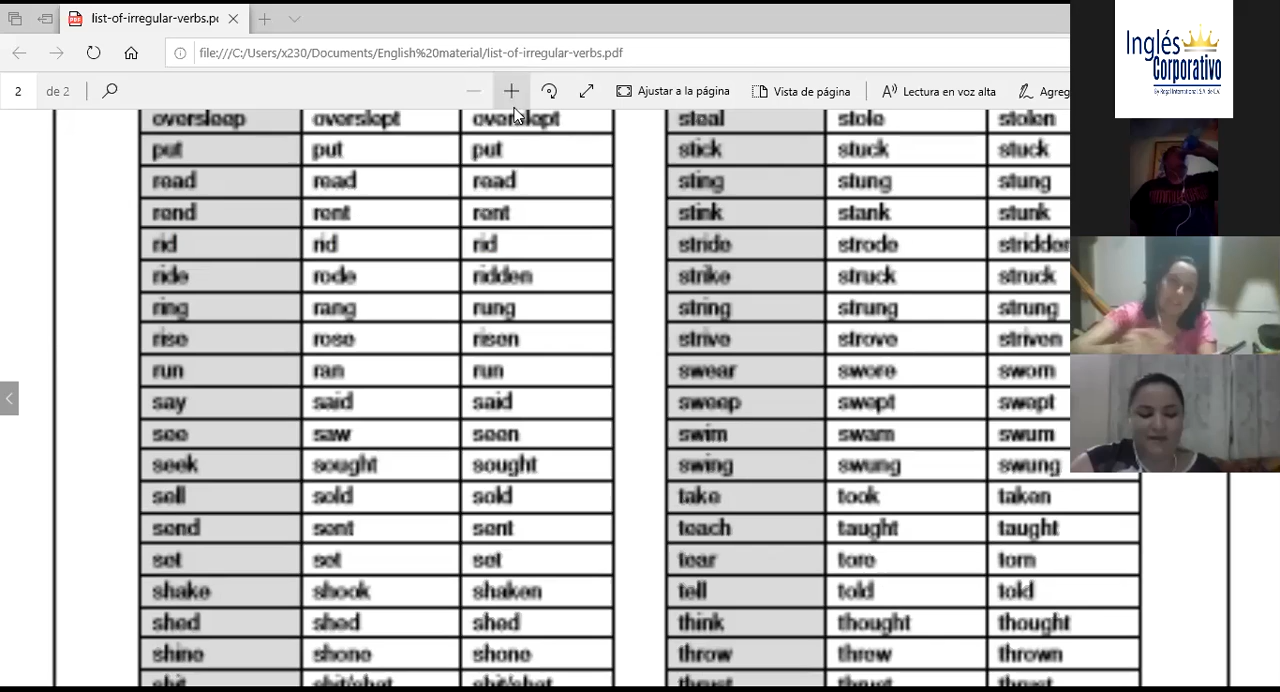 list-of-irregular-verbs.pc
file:///C:/Users/x230/Documents/English%20material/list-of-irregular-verbs.pdf
2 de 2 Ajustar a la página Vista de página Lectura en voz alta Agreg
Inglés
Corporativo
oversleep overslept overslept steal stole stolen
put put put stick stuck stuck
read read read sting stung stung
rend rent rent stink stank stunk
rid rid rid stride strode stridden
ride rode ridden strike struck struck
ring rang rung string strung strung
rise rose risen strive strove striven
run ran run swear swore sworn
say said said sweep swept swept
see saw seen swim swam swum
seek sought sought swing swung swung
sell sold sold take took taken
send sent sent teach taught taught
set set set tear tore torn
shake shook shaken tell told told
shed shed shed think thought thought
shine shone shone throw threw thrown
thrust thrust thrust